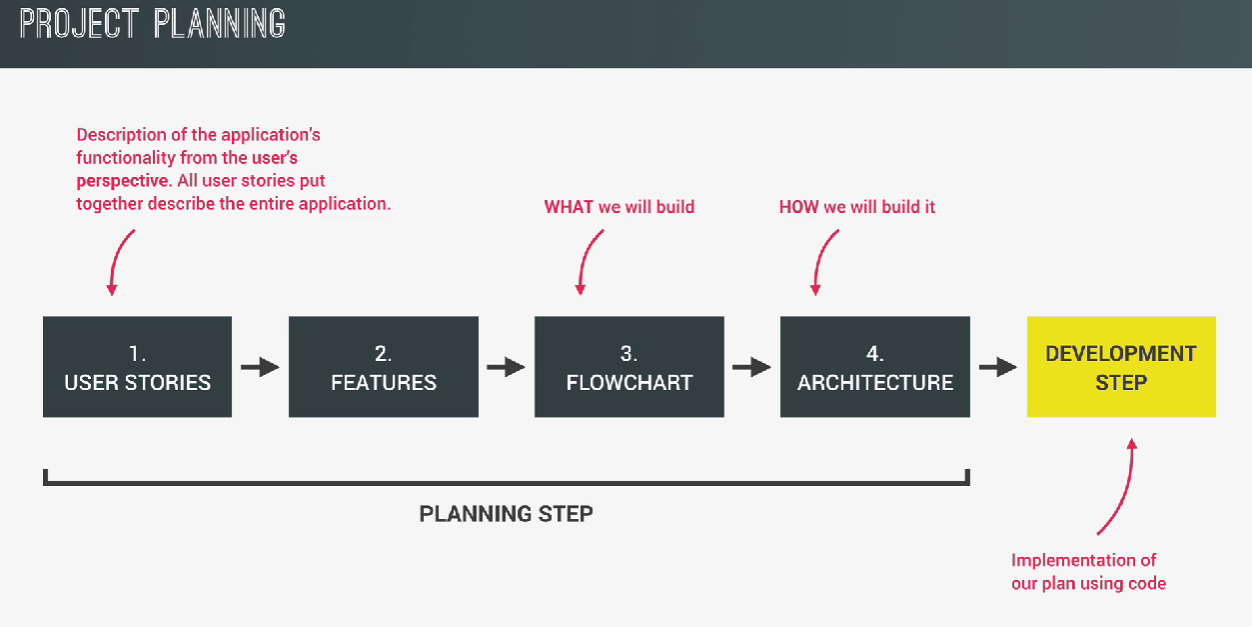 PROJECT PLANNING
Description of the application's
functionality from the user's
perspective. All user stories put
together describe the entire application.
WHAT we will build
HOW we will build it
1.
USER STORIES
2.
FEATURES
3.
FLOWCHART
4.
ARCHITECTURE
DEVELOPMENT
STEP
PLANNING STEP
Implementation of
our plan using code